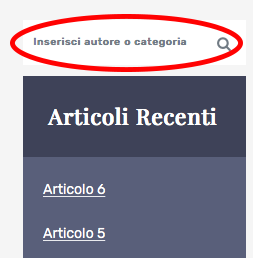 Inserisci autore o categoria
Articoli Recenti
Articolo 6
Articolo 5